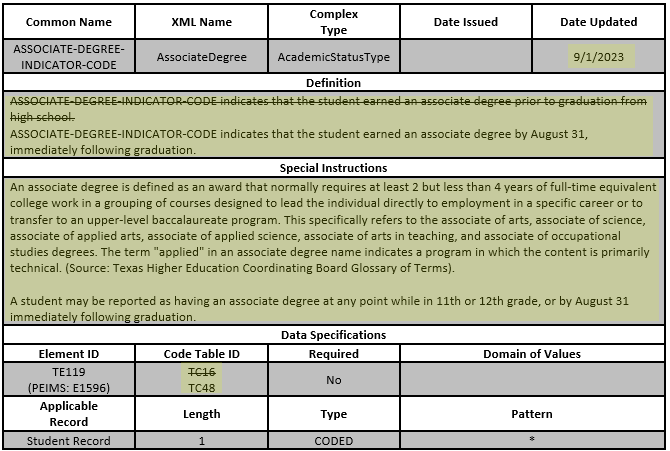 Common Name XML Name Complex Type Date Issued Date Updated
ASSOCIATE-DEGREE-INDICATOR-CODE AssociateDegree AcademicStatusType 9/1/2023
Definition
ASSOCIATE-DEGREE-INDICATOR-CODE indicates that the student earned an associate degree prior to graduation from
high school.
ASSOCIATE-DEGREE-INDICATOR-CODE indicates that the student earned an associate degree by August 31,
immediately following graduation.
Special Instructions
An associate degree is defined as an award that normally requires at least 2 but less than 4 years of full-time equivalent
college work in a grouping of courses designed to lead the individual directly to employment in a specific career or to
transfer to an upper-level baccalaureate program. This specifically refers to the associate of arts, associate of science,
associate of applied arts, associate of applied science, associate of arts in teaching, and associate of occupational
studies degrees. The term "applied" in an associate degree name indicates a program in which the content is primarily
technical. (Source: Texas Higher Education Coordinating Board Glossary of Terms).
A student may be reported as having an associate degree at any point while in 11th or 12th grade, or by August 31
immediately following graduation.
Data Specifications
Element ID Code Table ID Required Domain of Values
TE119 TC16 No
(PEIMS: E1596) TC48
Applicable Record Length Type Pattern
Student Record 1 CODED *